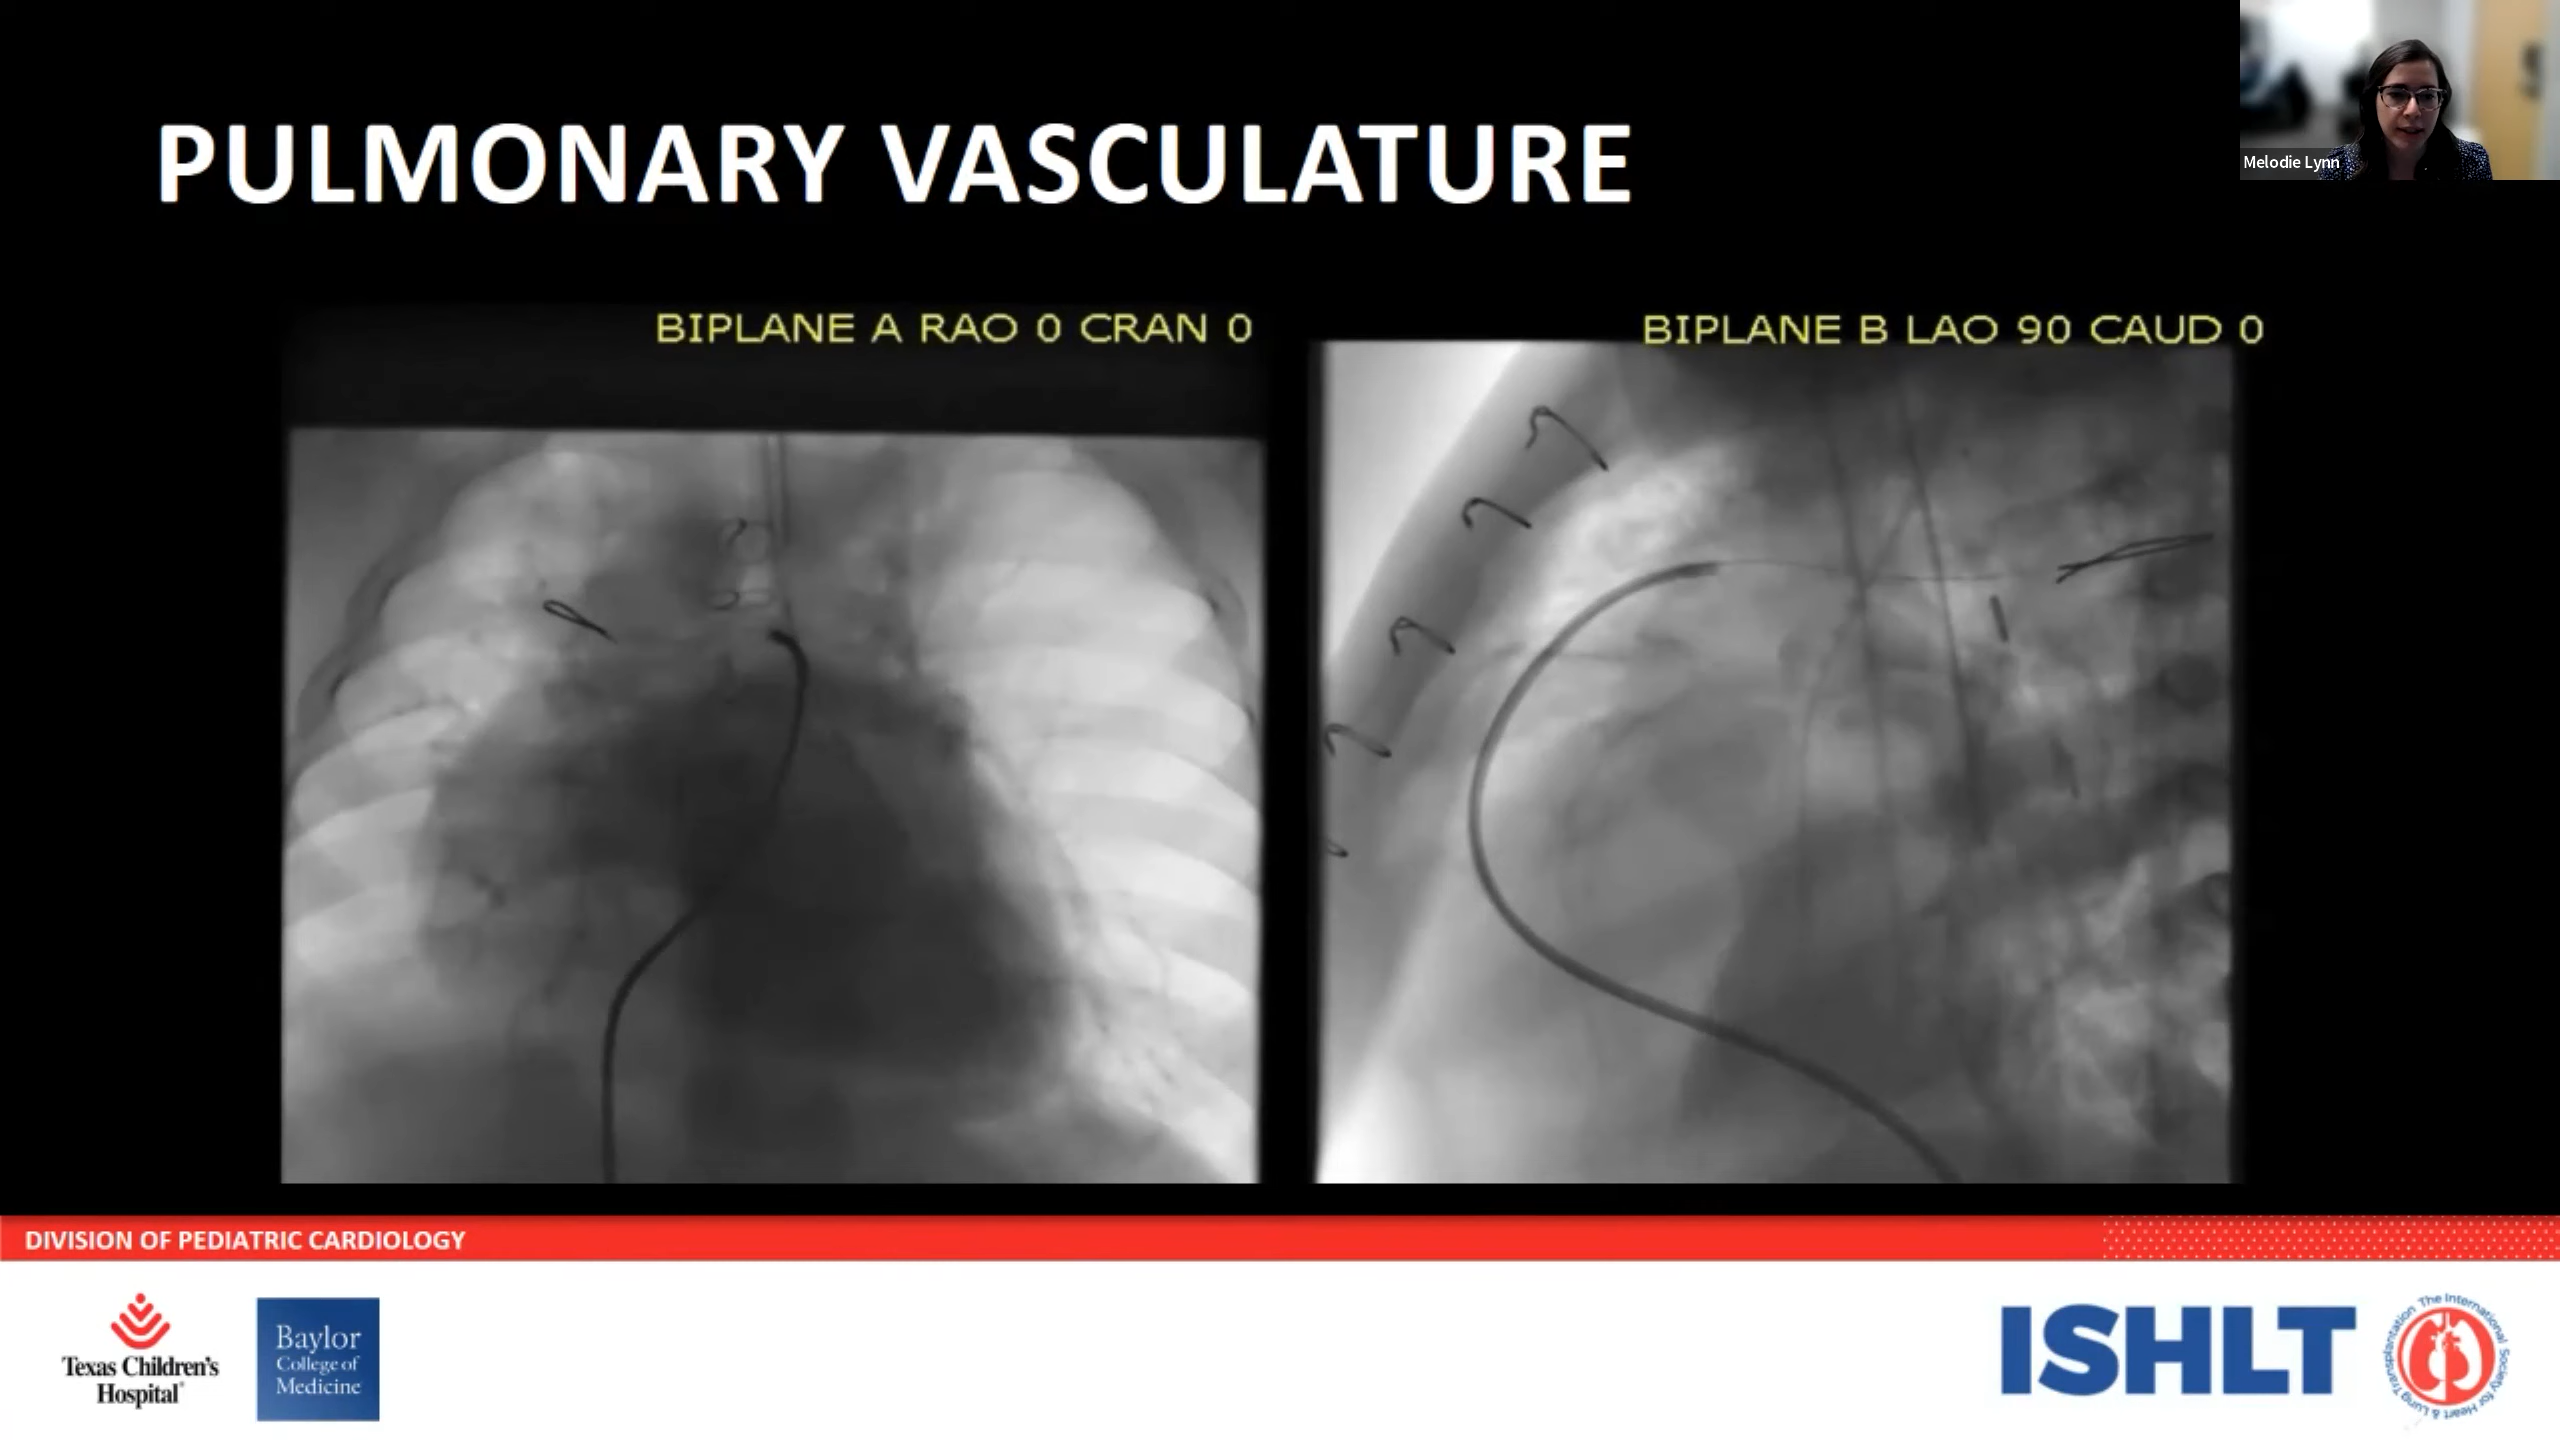 PULMONARY VASCULATURE
Melodie Lynn
BIPLANE A RAO 0 CRAN 0
BIPLANE B LAO 90 CAUD 0
DIVISION OF PEDIATRIC CARDIOLOGY
Texas Children's
Hospital
Baylor
College of
Medicine
ISHLT
The International Society for Heart & Lung Transplantation